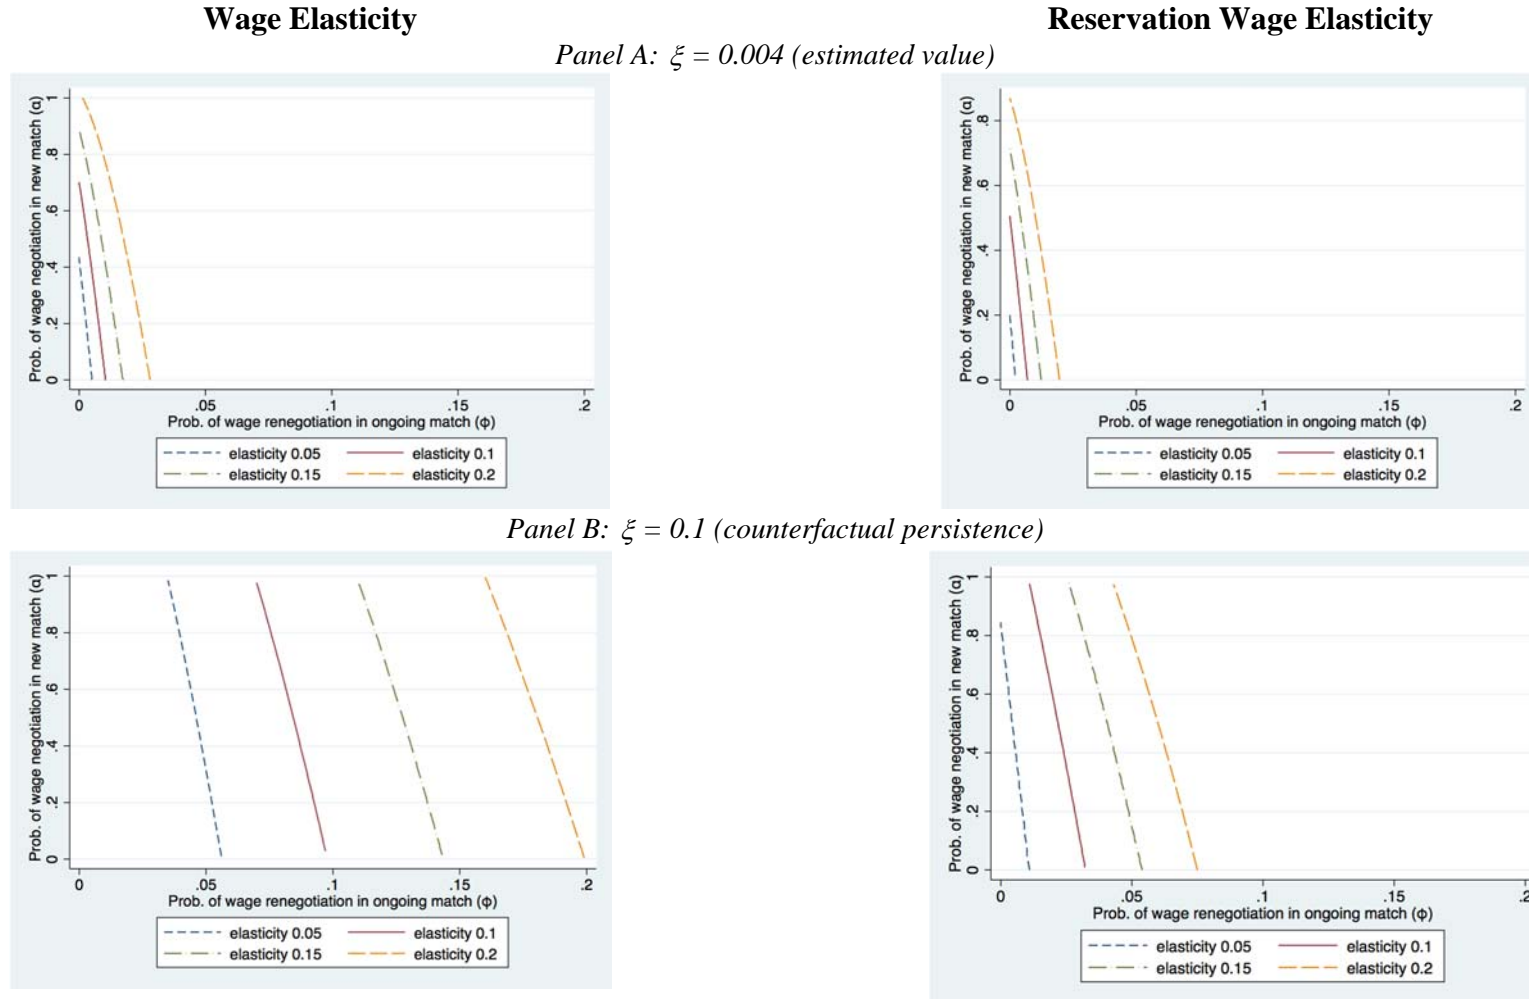 Wage Elasticity
Reservation Wage Elasticity
Panel A: ξ = 0.004 (estimated value)
Prob. of wage negotiation in new match (α)
1
.8
.6
.4
.2
0
0 .05 .1 .15 .2
Prob. of wage renegotiation in ongoing match (φ)
elasticity 0.05 elasticity 0.1
elasticity 0.15 elasticity 0.2
Prob. of wage negotiation in new match (α)
.8
.6
.4
.2
0
0 .05 .1 .15 .2
Prob. of wage renegotiation in ongoing match (φ)
elasticity 0.05 elasticity 0.1
elasticity 0.15 elasticity 0.2
Panel B: ξ = 0.1 (counterfactual persistence)
Prob. of wage negotiation in new match (α)
1
.8
.6
.4
.2
0
0 .05 .1 .15 .2
Prob. of wage renegotiation in ongoing match (φ)
elasticity 0.05 elasticity 0.1
elasticity 0.15 elasticity 0.2
Prob. of wage negotiation in new match (α)
1
.8
.6
.4
.2
0
0 .05 .1 .15 .2
Prob. of wage renegotiation in ongoing match (φ)
elasticity 0.05 elasticity 0.1
elasticity 0.15 elasticity 0.2